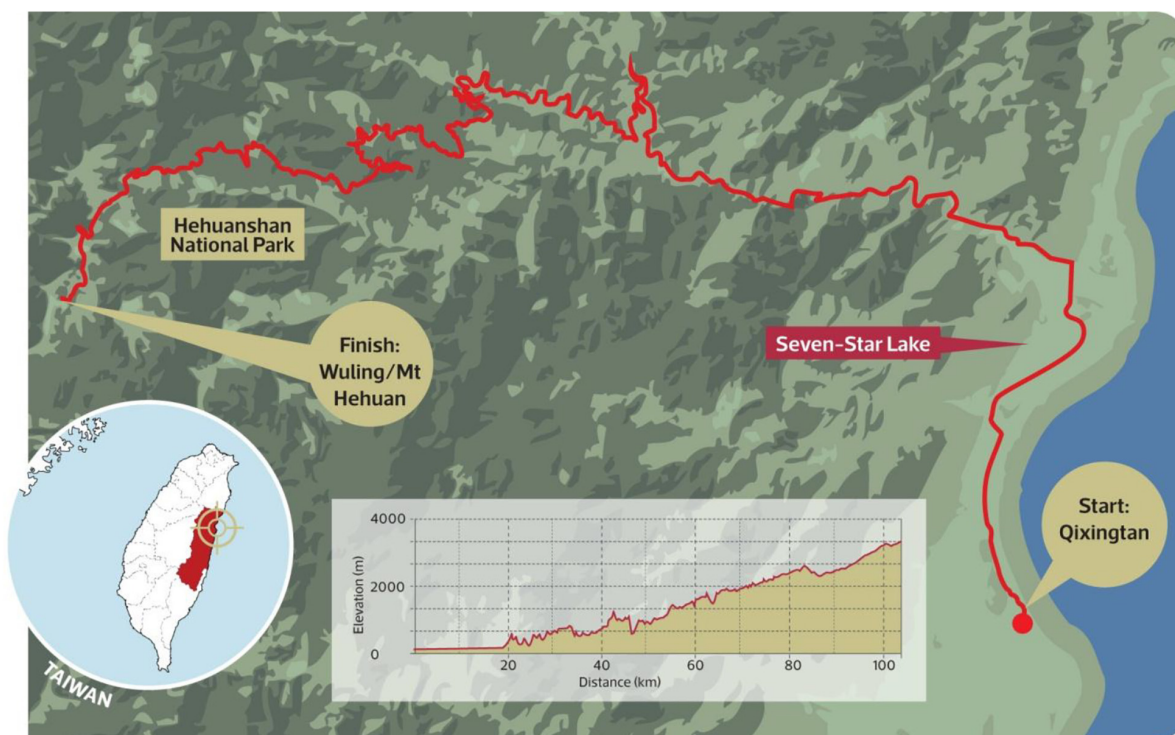 Hehuanshan
National Park
Finish:
Wuling/Mt
Hehuan
Seven-Star Lake
Start:
Qixingtan
TAIWAN
4000
2000
0
Elevation (m)
20
40
60
80
100
Distance (km)